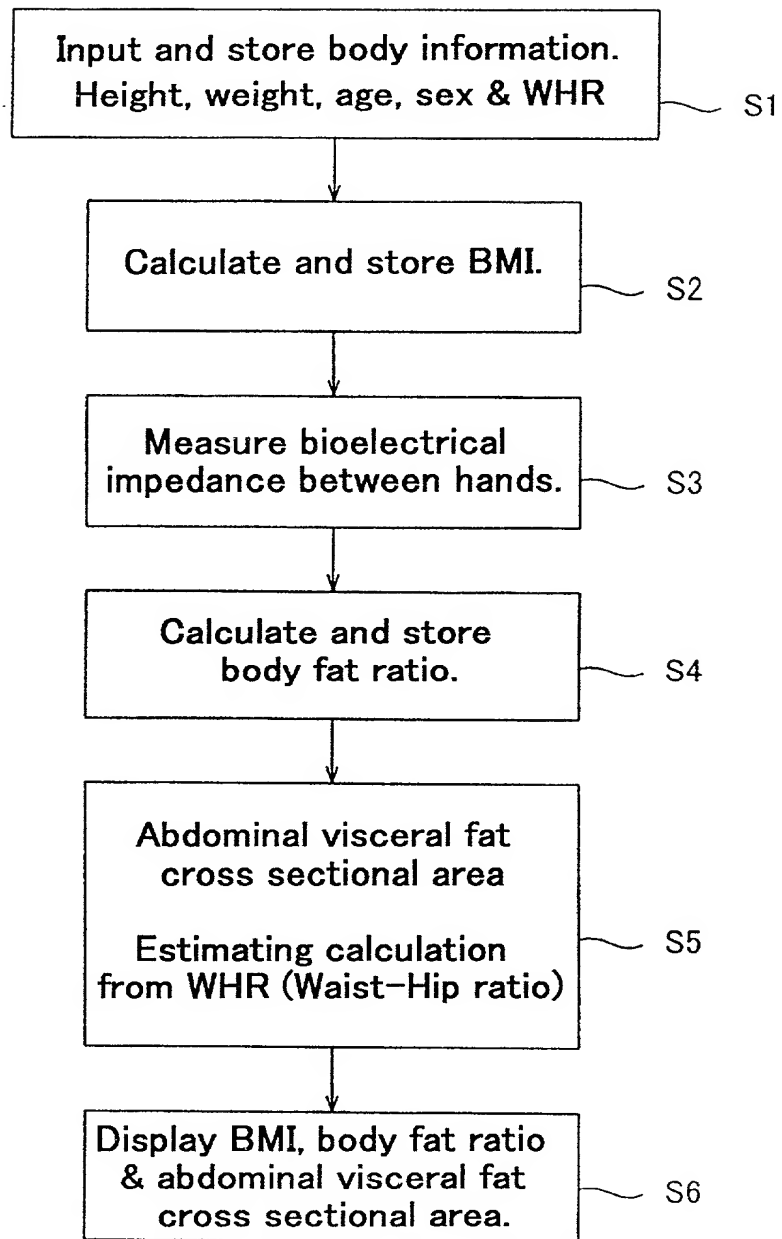 Input and store body information.
Height, weight, age, sex & WHR
S1
Calculate and store BMI.
S2
Measure bioelectrical
impedance between hands.
S3
Calculate and store
body fat ratio.
S4
Abdominal visceral fat
cross sectional area
Estimating calculation
from WHR (Waist-Hip ratio)
S5
Display BMI, body fat ratio
& abdominal visceral fat
cross sectional area.
S6